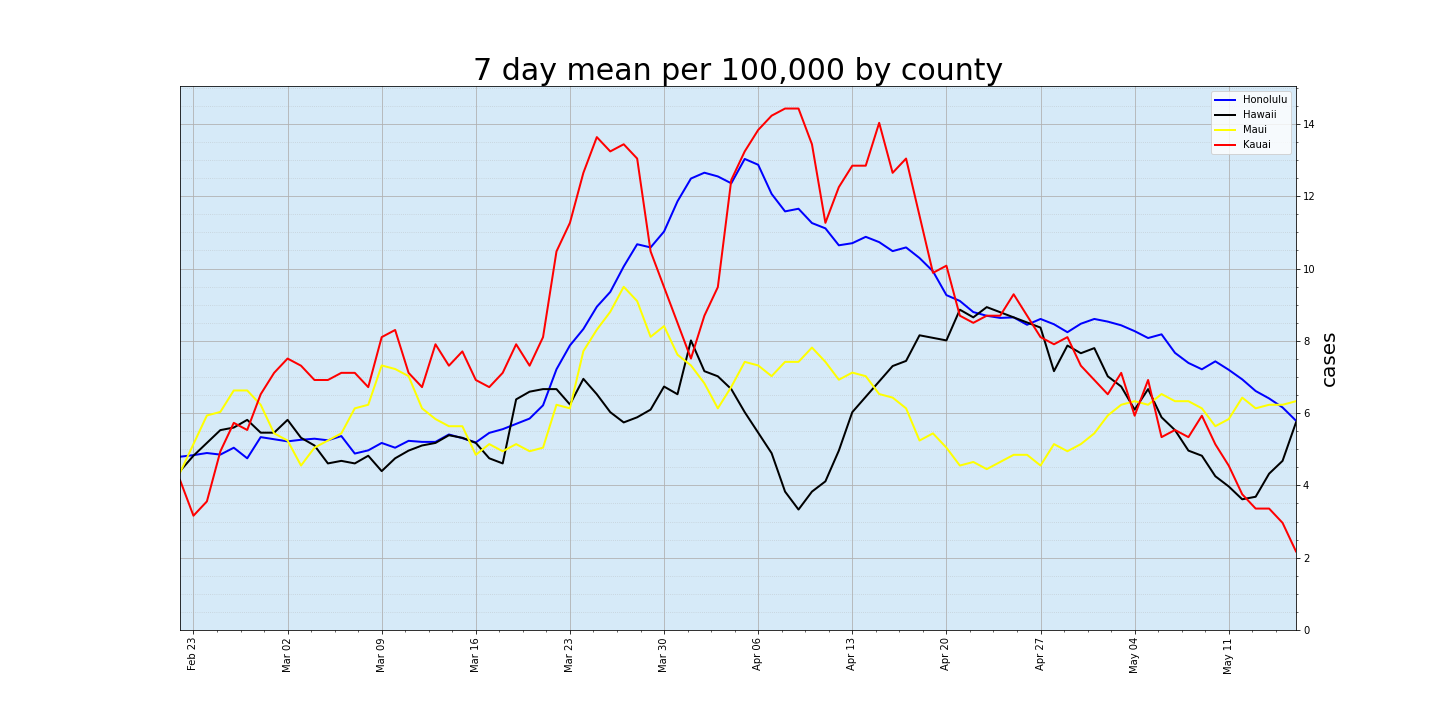 7 day mean per 100,000 by county
Honolulu
Hawaii
Maui
Kauai
14
12
10
8
6
4
2
0
cases
Feb 23
Mar 02
Mar 09
Mar 16
Mar 23
Mar 30
Apr 06
Apr 13
Apr 20
Apr 27
May 04
May 11